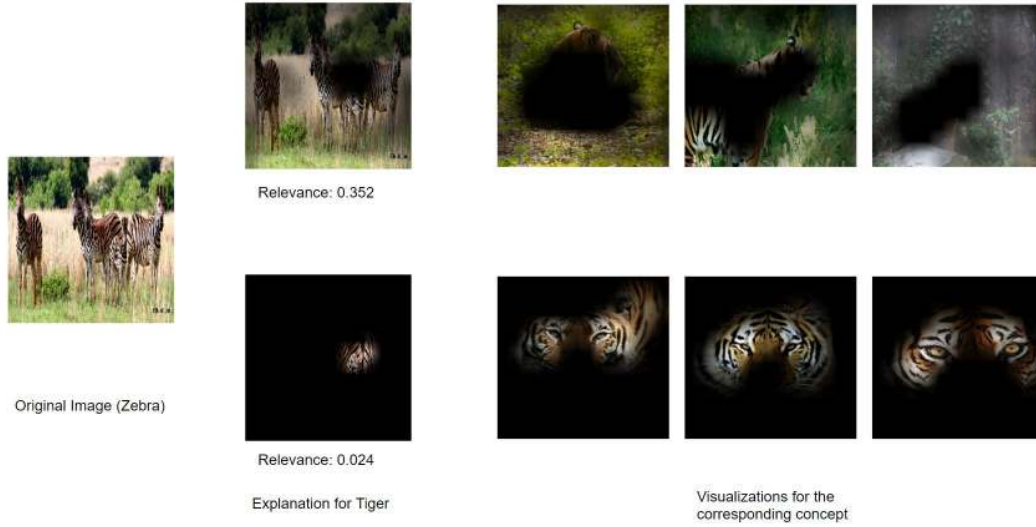 Relevance: 0.352
Original Image (Zebra)
Relevance: 0.024
Explanation for Tiger
Visualizations for the
corresponding concept